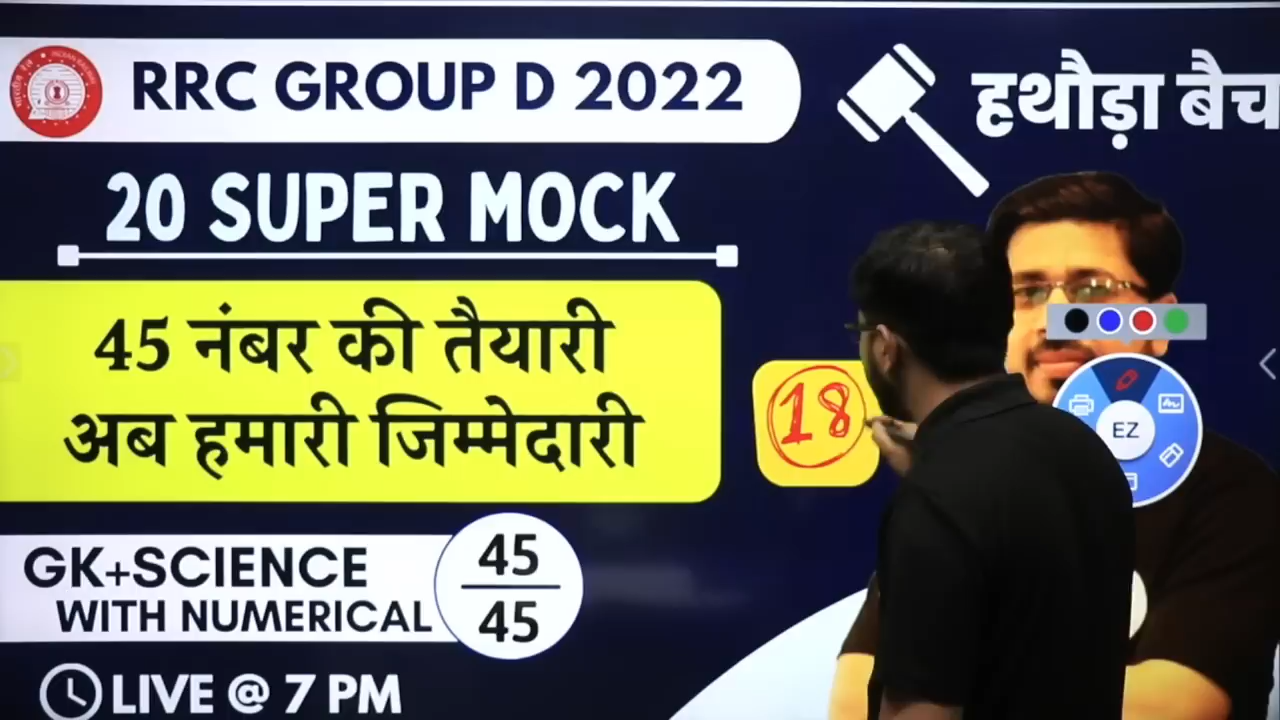 RRC GROUP D 2022
हथौड़ा बैच
20 SUPER MOCK
45 नंबर की तैयारी
अब हमारी जिम्मेदारी
18
EZ
GK+SCIENCE
WITH NUMERICAL
45
45
LIVE @ 7 PM